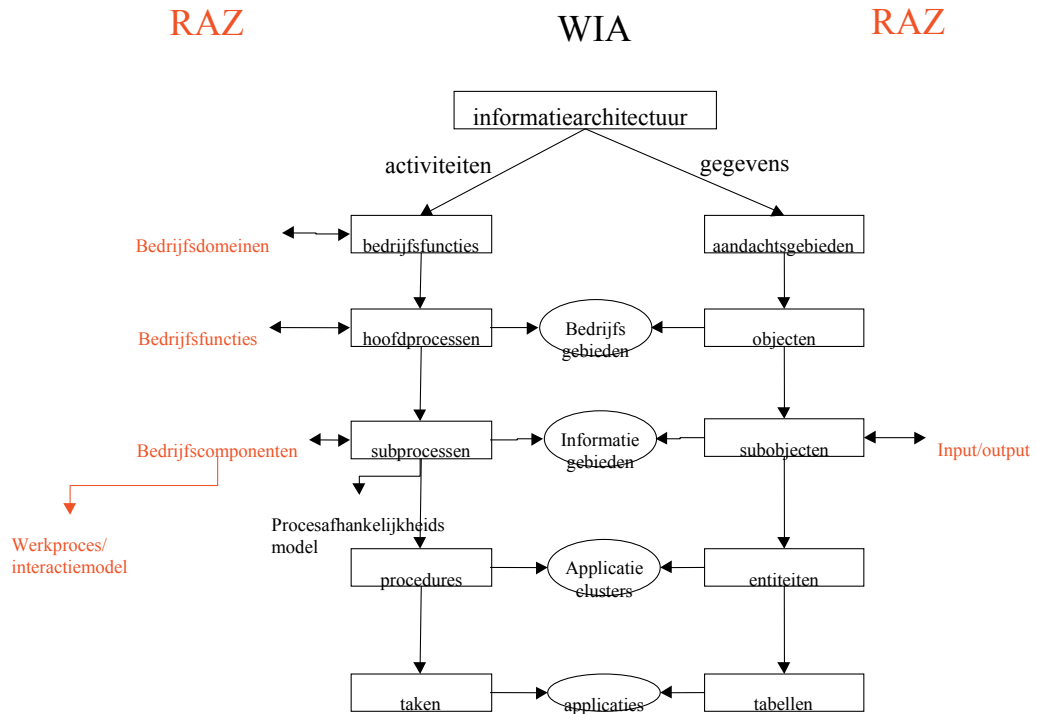 RAZ
WIA
RAZ
informatiearchitectuur
activiteiten
gegevens
Bedrijfsdomeinen
bedrijfsfuncties
aandachtsgebieden
Bedrijfsfuncties
hoofdprocessen
Bedrijfs
gebieden
objecten
Bedrijfscomponenten
subprocessen
Informatie
gebieden
subobjecten
Input/output
Werkproces/
interactiemodel
Procesafhankelijkheids
model
procedures
Applicatie
clusters
entiteiten
taken
applicaties
tabellen